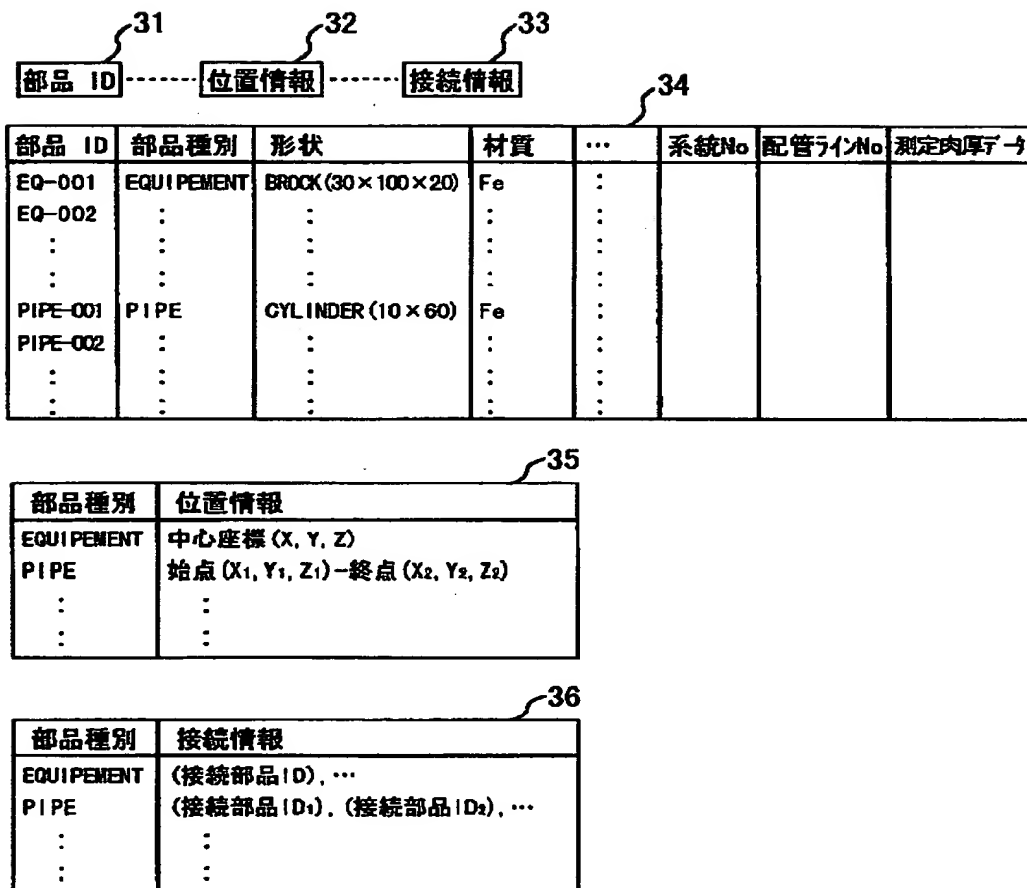 31 32 33
部品 ID 位置情報 接続情報
34
部品 ID 部品種別 形状 材質 … 系統No 配管ラインNo 測定肉厚データ
EQ-001 EQUIPEMENT BROCK(30×100×20) Fe :
EQ-002 : : : :
: : : : :
: : : : :
PIPE-001 PIPE CYLINDER(10×60) Fe :
PIPE-002 : : : :
: : : : :
: : : : :
35
部品種別 位置情報
EQUIPEMENT 中心座標(X, Y, Z)
PIPE 始点(X₁, Y₁, Z₁)-終点(X₂, Y₂, Z₂)
: :
: :
36
部品種別 接続情報
EQUIPEMENT (接続部品ID), …
PIPE (接続部品ID₁), (接続部品ID₂), …
: :
: :